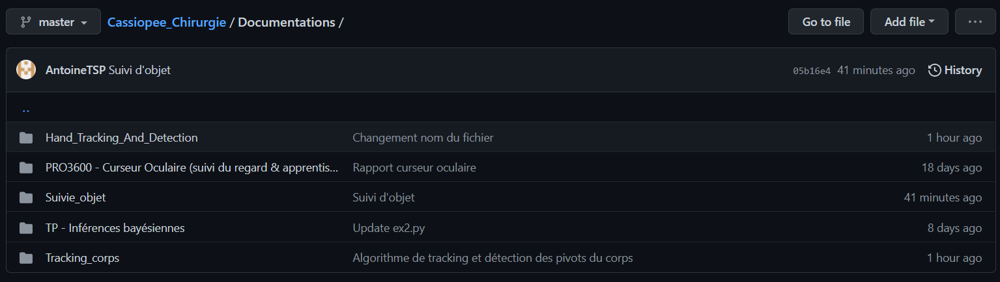 master Cassiopee_Chirurgie / Documentations / Go to file Add file ...
AntoineTSP Suivi d'objet 05b16e4 41 minutes ago History
..
Hand_Tracking_And_Detection Changement nom du fichier 1 hour ago
PRO3600 - Curseur Oculaire (suivi du regard & apprentis... Rapport curseur oculaire 18 days ago
Suivie_objet Suivi d'objet 41 minutes ago
TP - Inférences bayésiennes Update ex2.py 8 days ago
Tracking_corps Algorithme de tracking et détection des pivots du corps 1 hour ago